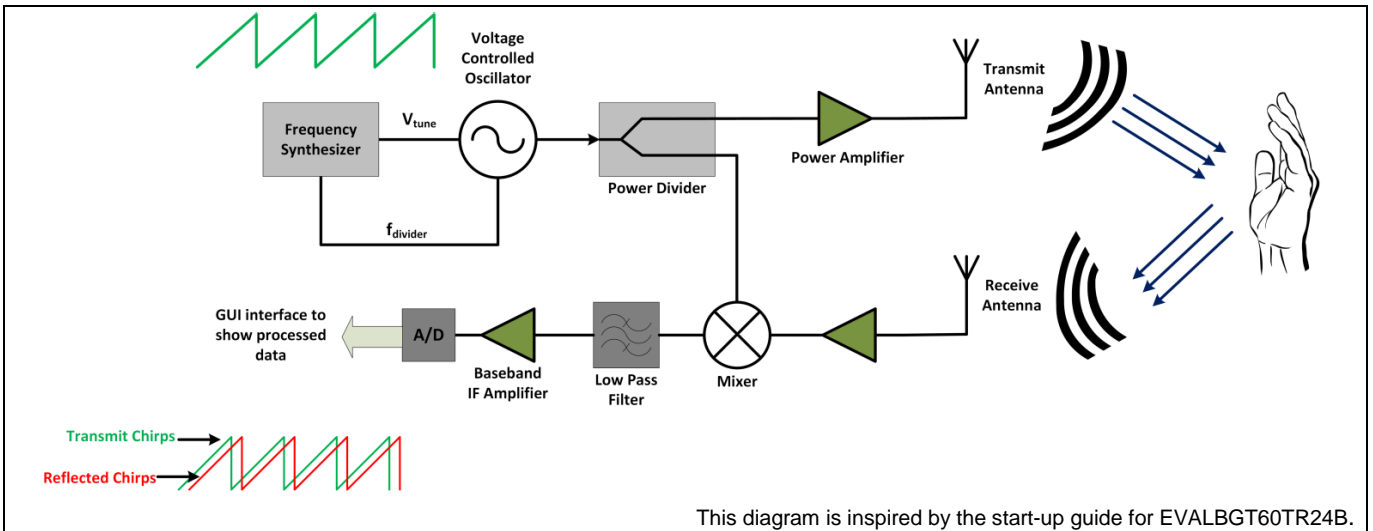 Voltage
Controlled
Oscillator
Transmit
Antenna
Frequency
Synthesizer
Vtune
Power Divider
Power Amplifier
fdivider
Receive
Antenna
GUI interface to
show processed
data
A/D
Baseband
IF Amplifier
Low Pass
Filter
Mixer
Transmit Chirps
Reflected Chirps
This diagram is inspired by the start-up guide for EVALBGT60TR24B.